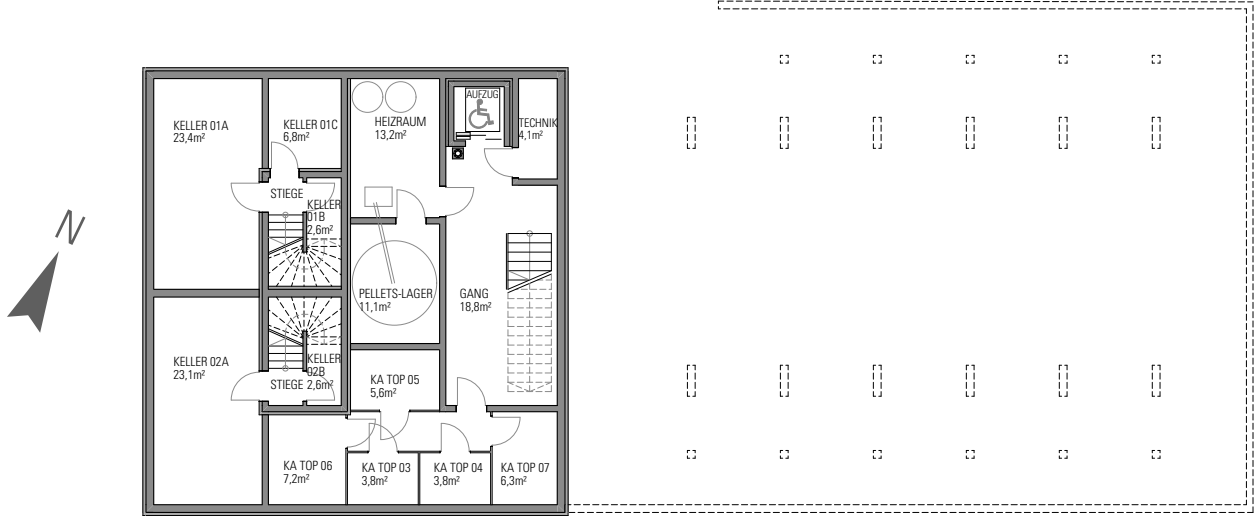 AUFZUG
KELLER 01A
23,4m²
KELLER 01C
6,8m²
HEIZRAUM
13,2m²
TECHNIK
4,1m²
STIEGE
KELLER
01B
2,6m²
N
PELLETS-LAGER
11,1m²
GANG
18,8m²
KELLER 02A
23,1m²
KELLER
02B
2,6m²
STIEGE
KA TOP 05
5,6m²
KA TOP 06
7,2m²
KA TOP 03
3,8m²
KA TOP 04
3,8m²
KA TOP 07
6,3m²